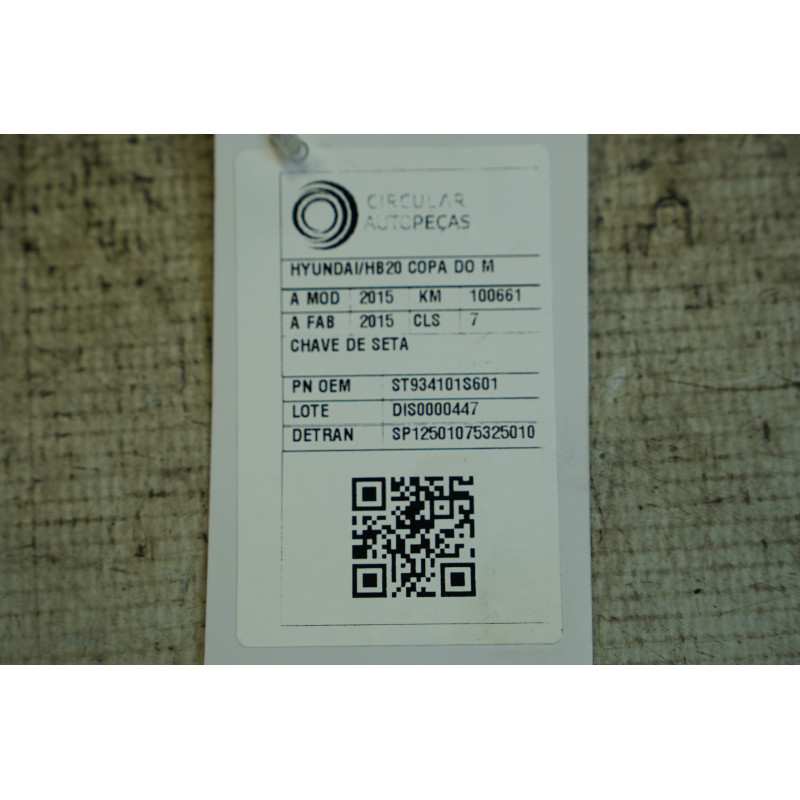 CIRCULAR
AUTOPEÇAS
HYUNDAI/HB20 COPA DO M
A MOD 2015 KM 100661
A FAB 2015 CLS 7
CHAVE DE SETA
PN OEM ST934101S601
LOTE DIS0000447
DETRAN SP12501075325010